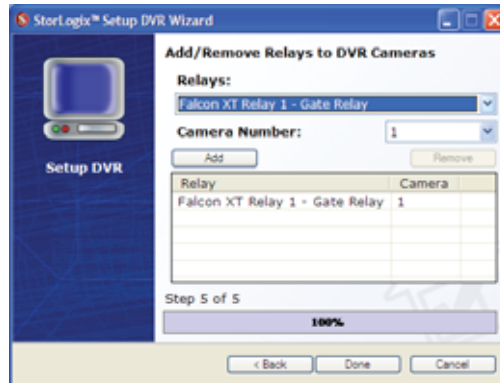 StorLogix™ Setup DVR Wizard
Setup DVR
Add/Remove Relays to DVR Cameras
Relays:
Falcon XT Relay 1 - Gate Relay
Camera Number: 1
Add Remove
Relay Camera
Falcon XT Relay 1 - Gate Relay 1
Step 5 of 5
100%
< Back Done Cancel